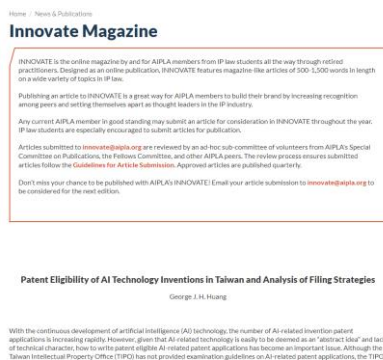 Home / News & Publications
Innovate Magazine
INNOVATE is the online magazine by and for AIPLA members from IP law students all the way through retired
practitioners. Designed as an online publication, INNOVATE features magazine-like articles of 500-1,500 words in length
on a wide variety of topics in IP law.
Publishing an article to INNOVATE is a great way for AIPLA members to build their brand by increasing recognition
among peers and setting themselves apart as thought leaders in the IP industry.
Any current AIPLA member in good standing may submit an article for consideration in INNOVATE throughout the year.
IP law students are especially encouraged to submit articles for publication.
Articles submitted to innovate@aipla.org are reviewed by an ad-hoc sub-committee of volunteers from AIPLA's Special
Committee on Publications, the Fellows Committee, and other AIPLA peers. The review process ensures submitted
articles follow the Guidelines for Article Submission. Approved articles are published quarterly.
Don't miss your chance to be published with AIPLA's INNOVATE! Email your article submission to innovate@aipla.org to
be considered for the next edition.
Patent Eligibility of AI Technology Inventions in Taiwan and Analysis of Filing Strategies
George J. H. Huang
With the continuous development of artificial intelligence (AI) technology, the number of AI-related invention patent
applications is increasing rapidly. However, given that AI-related technology is easily to be deemed as an "abstract idea" and lac
of technical character, how to write patent eligible AI-related patent applications has become an important issue. Although the
Taiwan Intellectual Property Office (TIPO) has not provided examination guidelines on AI-related patent applications, the TIPO